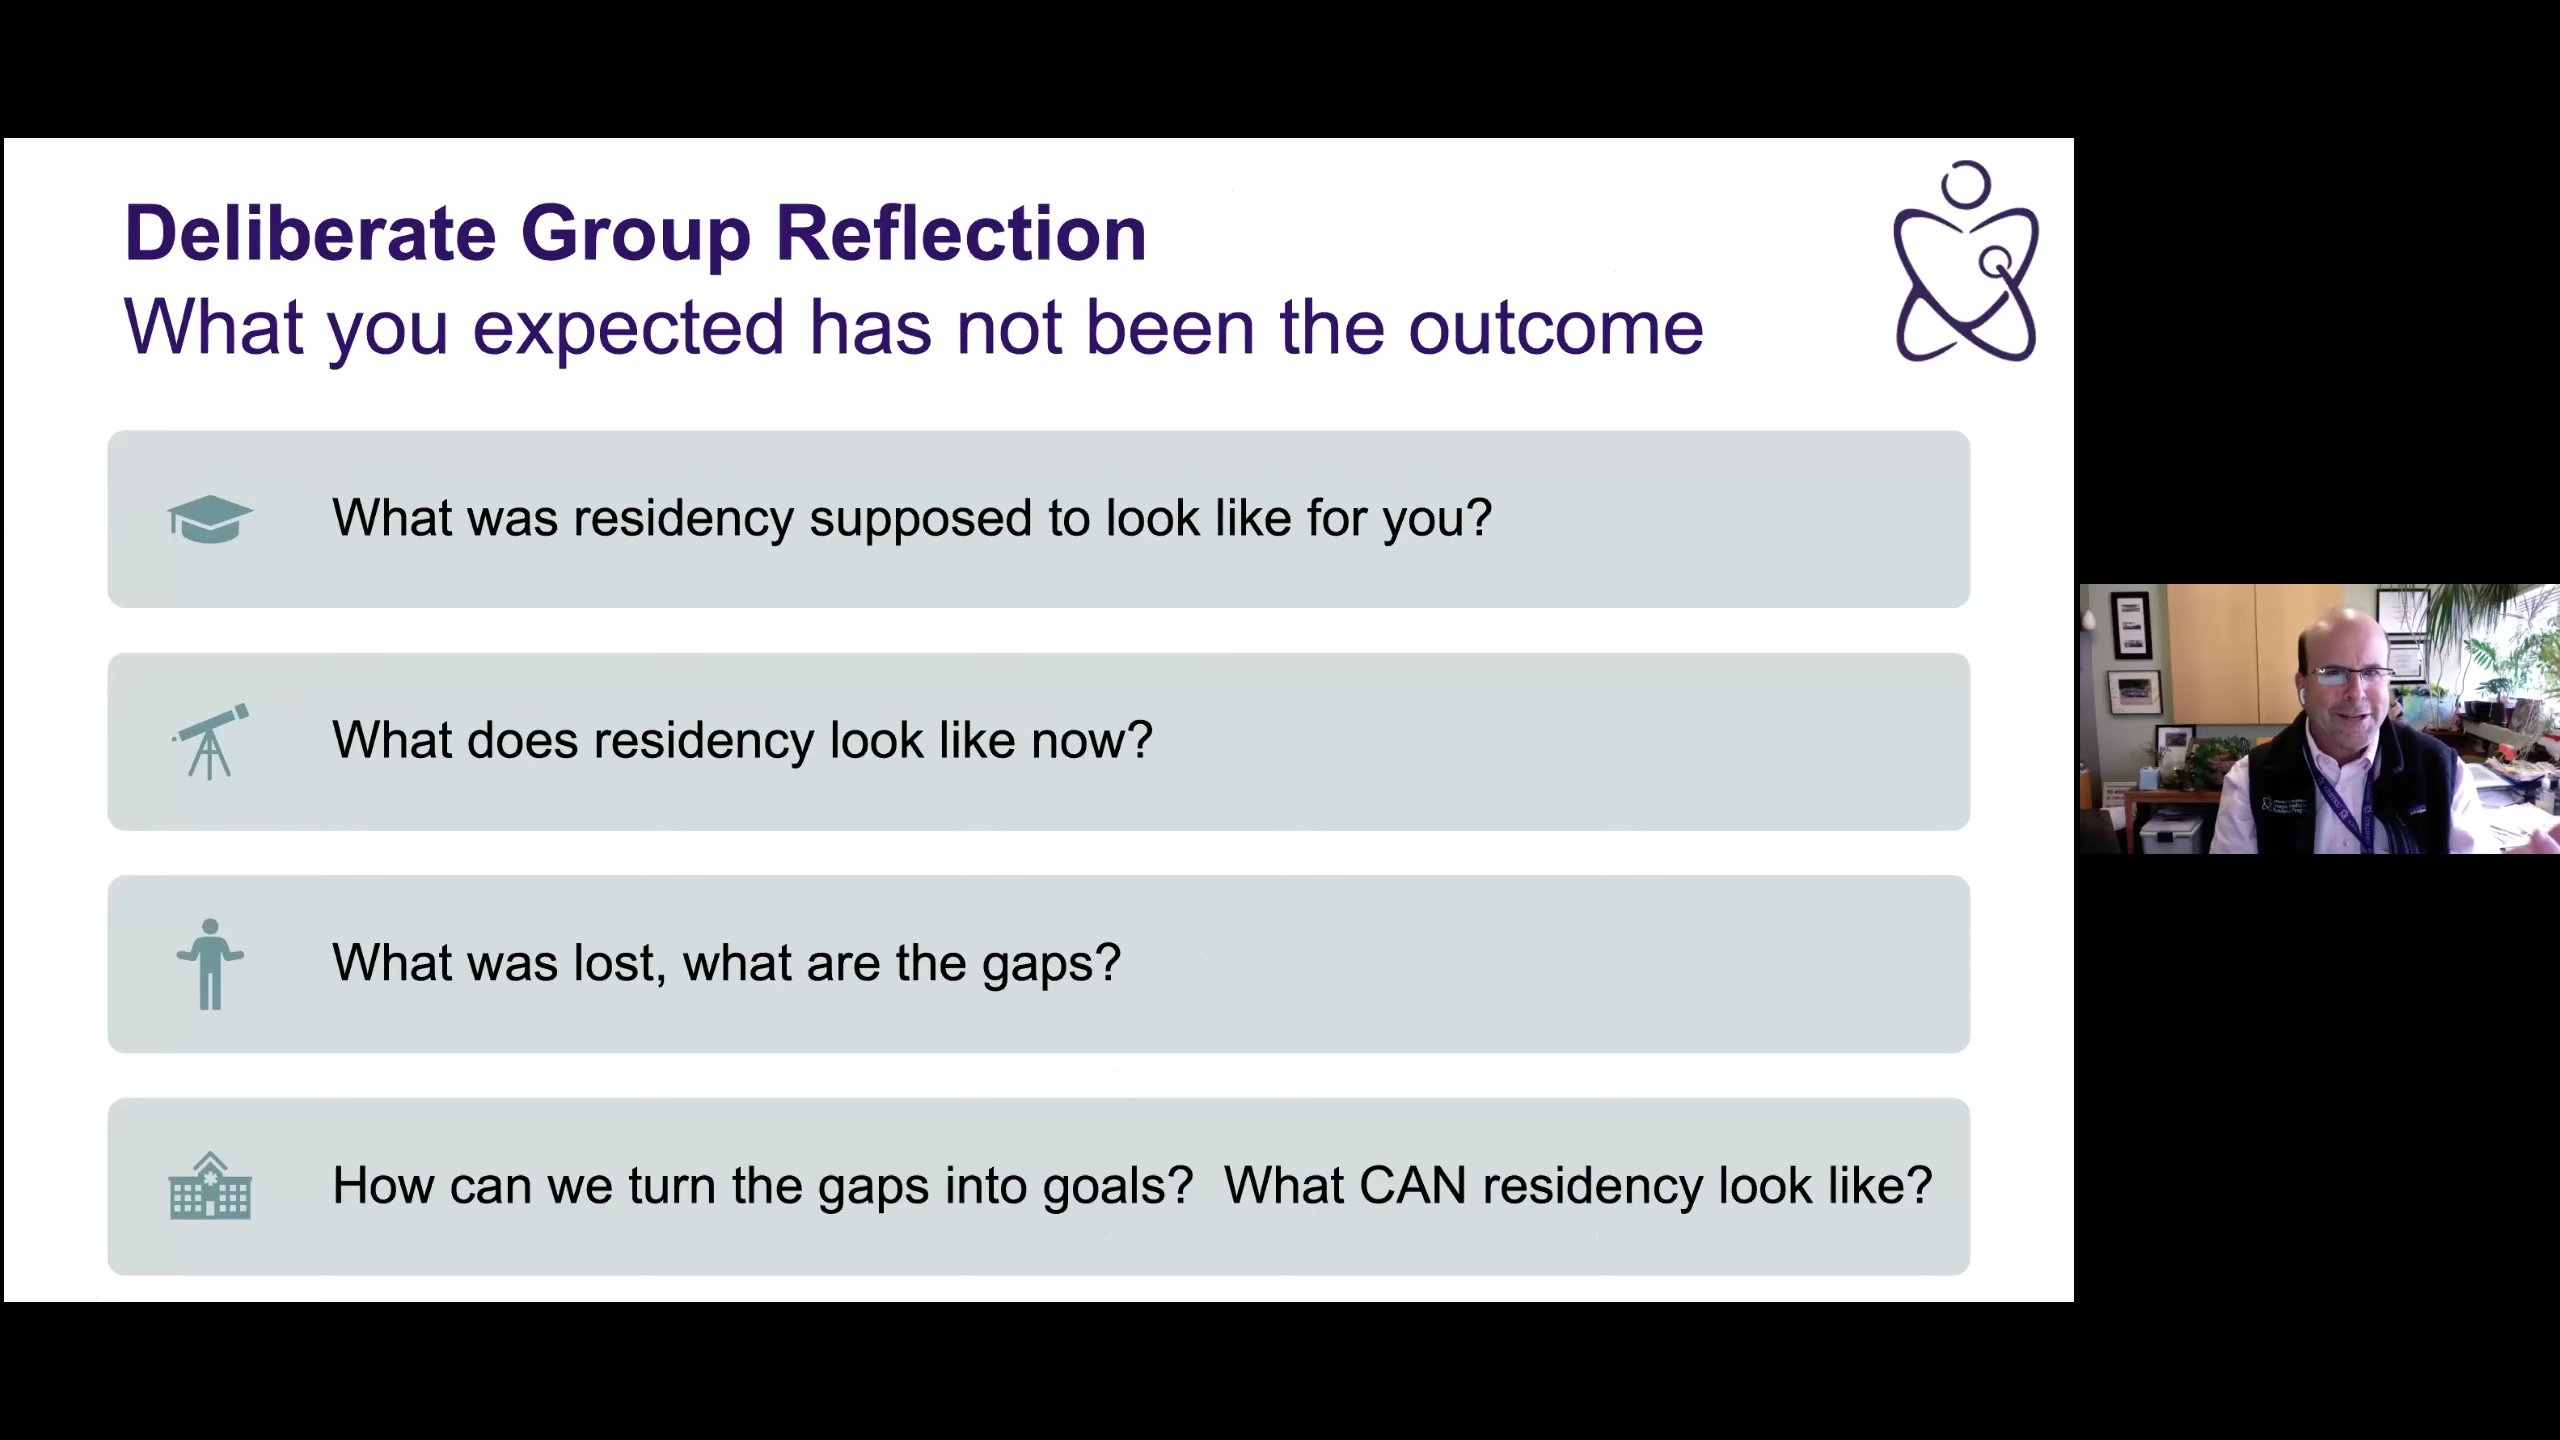 Deliberate Group Reflection
What you expected has not been the outcome
What was residency supposed to look like for you?
What does residency look like now?
What was lost, what are the gaps?
How can we turn the gaps into goals?  What CAN residency look like?